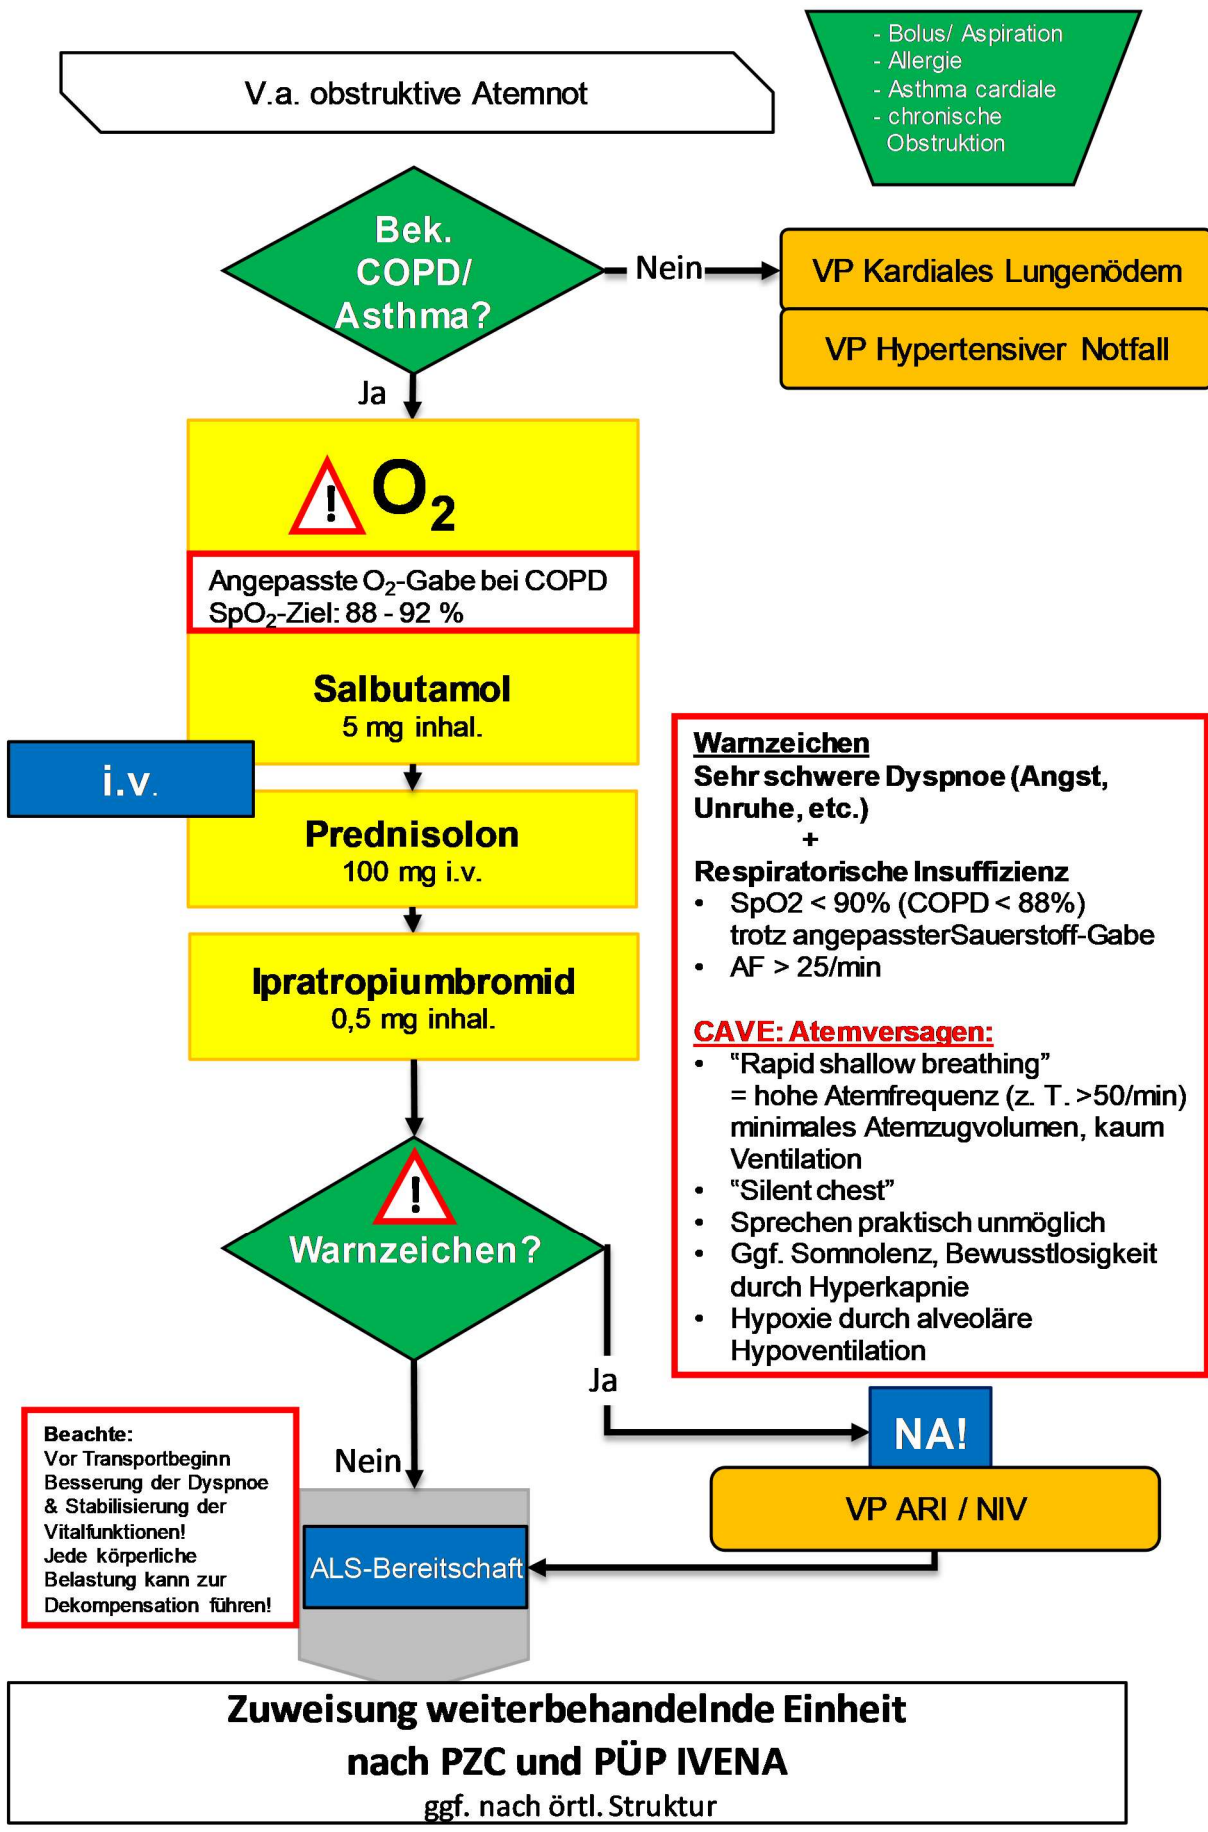 V.a. obstruktive Atemnot
- Bolus/ Aspiration
- Allergie
- Asthma cardiale
- chronische
Obstruktion
Bek.
COPD/
Asthma?
Nein
VP Kardiales Lungenödem
VP Hypertensiver Notfall
Ja
! O₂
Angepasste O₂-Gabe bei COPD
SpO₂-Ziel: 88 - 92 %
Salbutamol
5 mg inhal.
i.v.
Prednisolon
100 mg i.v.
Ipratropiumbromid
0,5 mg inhal.
Warnzeichen
Sehr schwere Dyspnoe (Angst,
Unruhe, etc.)
+
Respiratorische Insuffizienz
• SpO2 < 90% (COPD < 88%)
trotz angepassterSauerstoff-Gabe
• AF > 25/min
CAVE: Atemversagen:
• "Rapid shallow breathing"
= hohe Atemfrequenz (z. T. >50/min)
minimales Atemzugvolumen, kaum
Ventilation
• "Silent chest"
• Sprechen praktisch unmöglich
• Ggf. Somnolenz, Bewusstlosigkeit
durch Hyperkapnie
• Hypoxie durch alveoläre
Hypoventilation
!
Warnzeichen?
Ja
NA!
VP ARI / NIV
Nein
Beachte:
Vor Transportbeginn
Besserung der Dyspnoe
& Stabilisierung der
Vitalfunktionen!
Jede körperliche
Belastung kann zur
Dekompensation führen!
ALS-Bereitschaft
Zuweisung weiterbehandelnde Einheit
nach PZC und PÜP IVENA
ggf. nach örtl. Struktur